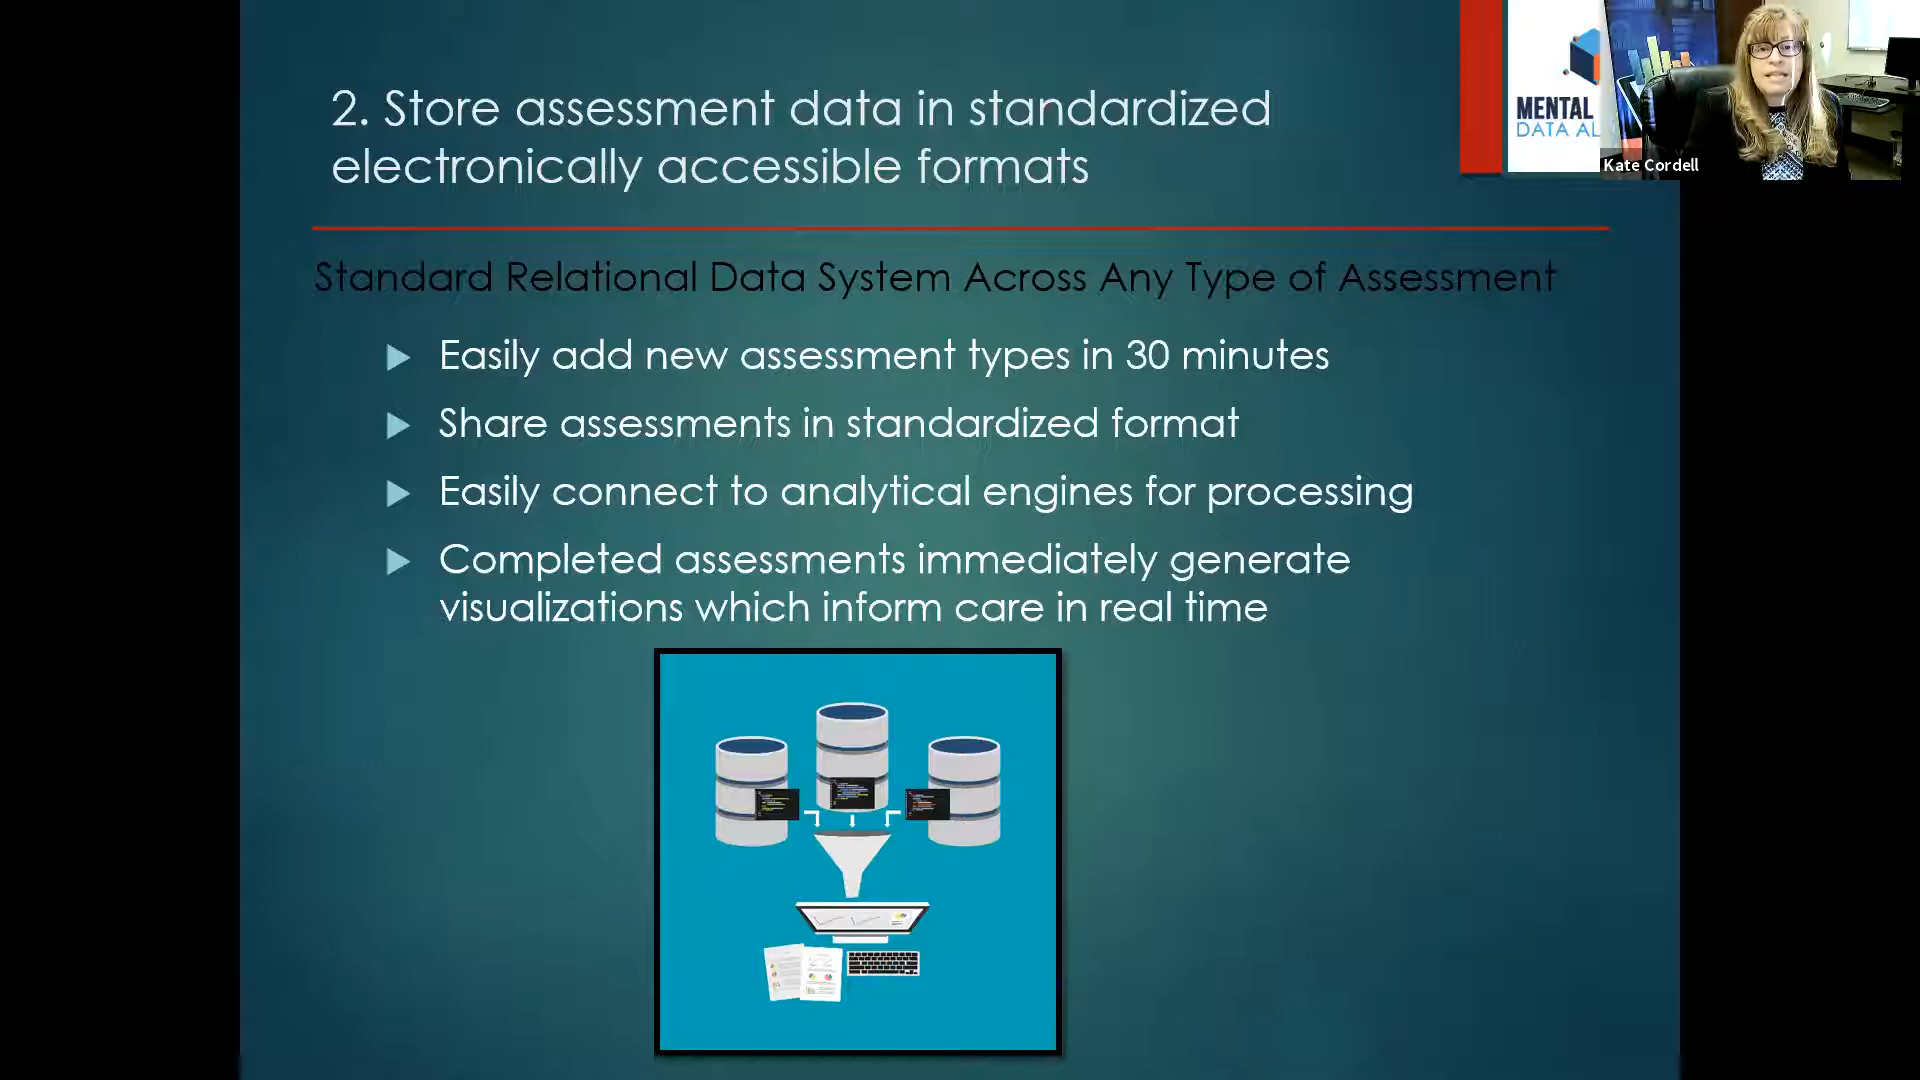 2. Store assessment data in standardized
electronically accessible formats
MENTAL
DATA AL
Kate Cordell
Standard Relational Data System Across Any Type of Assessment
Easily add new assessment types in 30 minutes
Share assessments in standardized format
Easily connect to analytical engines for processing
Completed assessments immediately generate
visualizations which inform care in real time